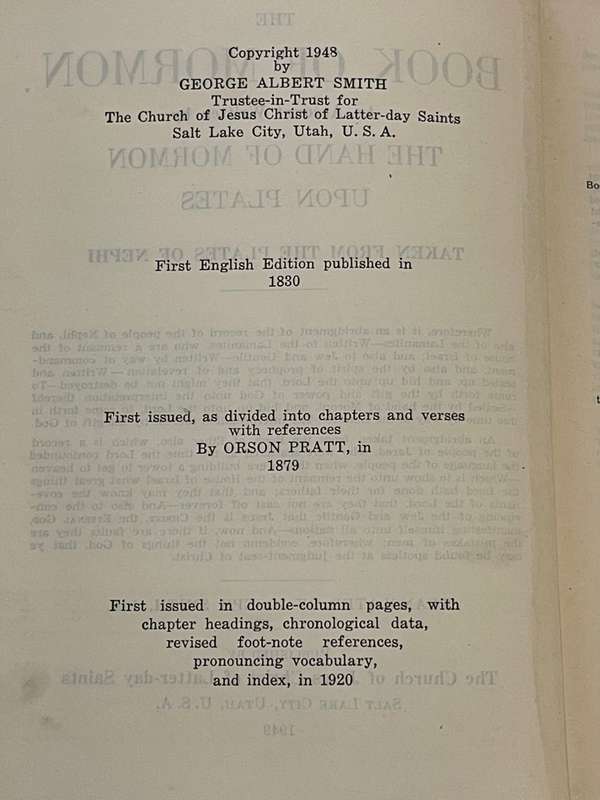 Copyright 1948
by
GEORGE ALBERT SMITH
Trustee-in-Trust for
The Church of Jesus Christ of Latter-day Saints
Salt Lake City, Utah, U. S. A.
First English Edition published in
1830
First issued, as divided into chapters and verses
with references
By ORSON PRATT, in
1879
First issued in double-column pages, with
chapter headings, chronological data,
revised foot-note references,
pronouncing vocabulary,
and index, in 1920